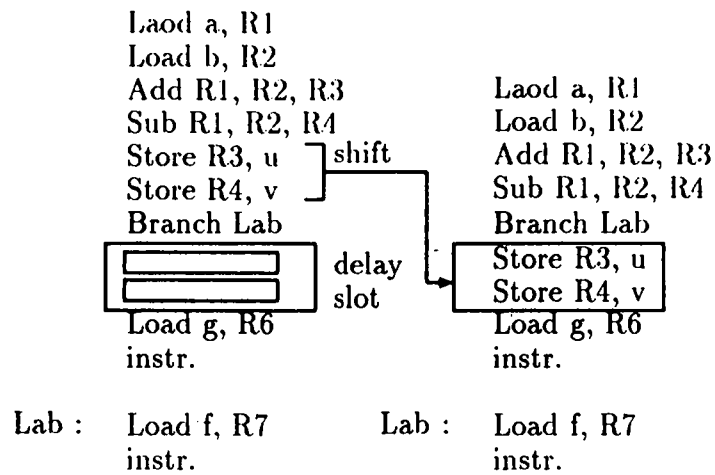 Laod a, R1
Load b, R2
Add R1, R2, R3
Sub R1, R2, R4
Store R3, u
Store R4, v
shift
Branch Lab
delay
slot
Load g, R6
instr.
Lab : Load f, R7
instr.
Laod a, R1
Load b, R2
Add R1, R2, R3
Sub R1, R2, R4
Branch Lab
Store R3, u
Store R4, v
Load g, R6
instr.
Lab : Load f, R7
instr.